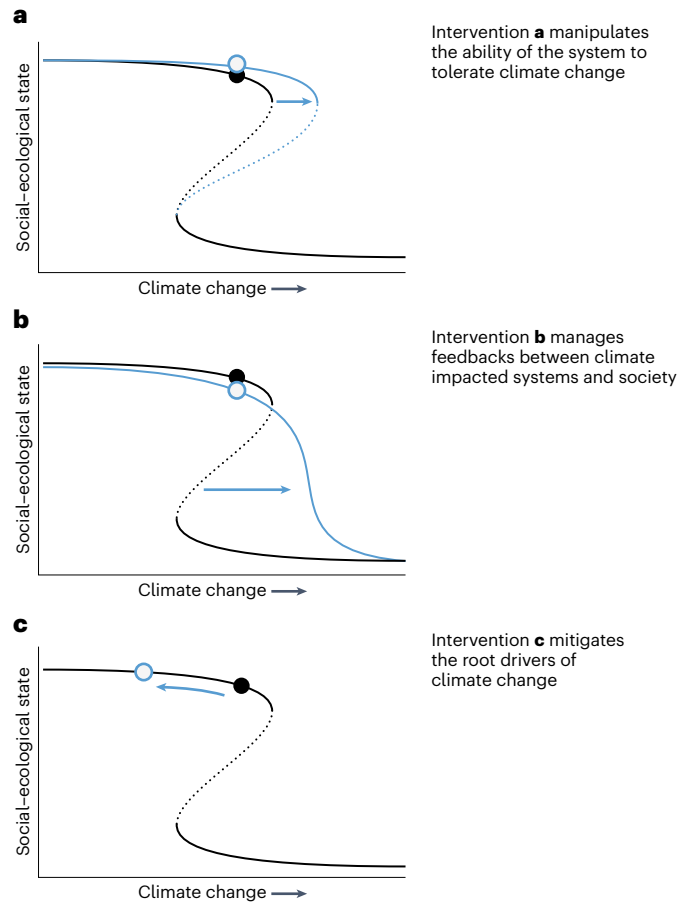 a
Intervention a manipulates
the ability of the system to
tolerate climate change
Social–ecological state
Climate change
b
Intervention b manages
feedbacks between climate
impacted systems and society
Social–ecological state
Climate change
c
Intervention c mitigates
the root drivers of
climate change
Social–ecological state
Climate change